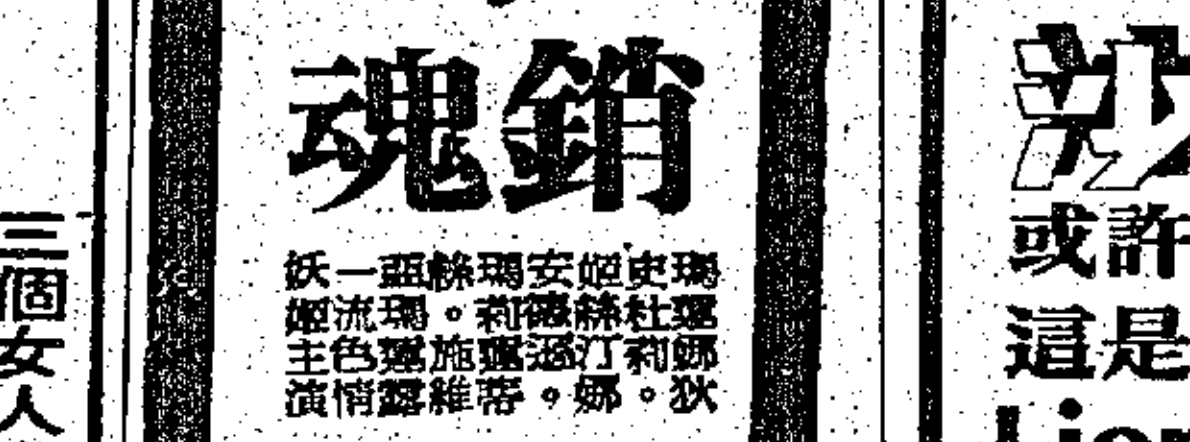 或許
這是
銷魂
瑪蓮娜狄
史杜莉。
姬絲汀娜
安德遜。
瑪莉蓮蒂
絲。施維
亞瑪蓮露
一流色情
妖姬主演
三個女人